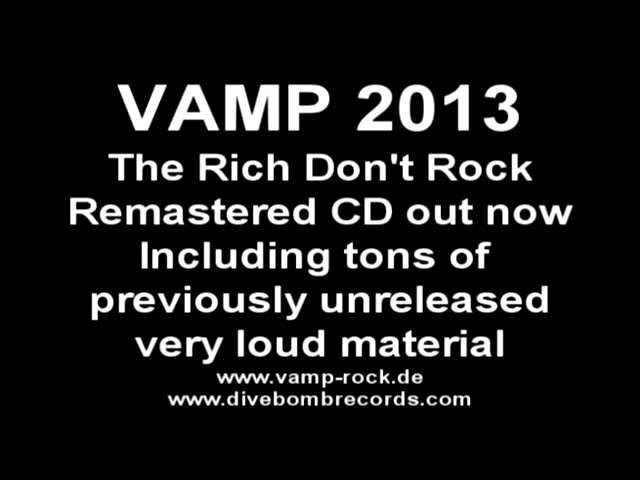 VAMP 2013
The Rich Don't Rock
Remastered CD out now
Including tons of
previously unreleased
very loud material
www.vamp-rock.de
www.divebombrecords.com